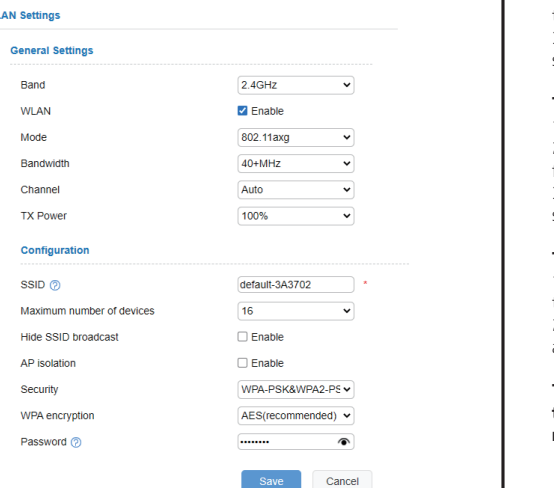 LAN Settings
General Settings
Band 2.4GHz
WLAN Enable
Mode 802.11axg
Bandwidth 40+MHz
Channel Auto
TX Power 100%
Configuration
SSID ? default-3A3702 *
Maximum number of devices 16
Hide SSID broadcast Enable
AP isolation Enable
Security WPA-PSK&WPA2-PS
WPA encryption AES(recommended)
Password ? ••••••••
Save Cancel